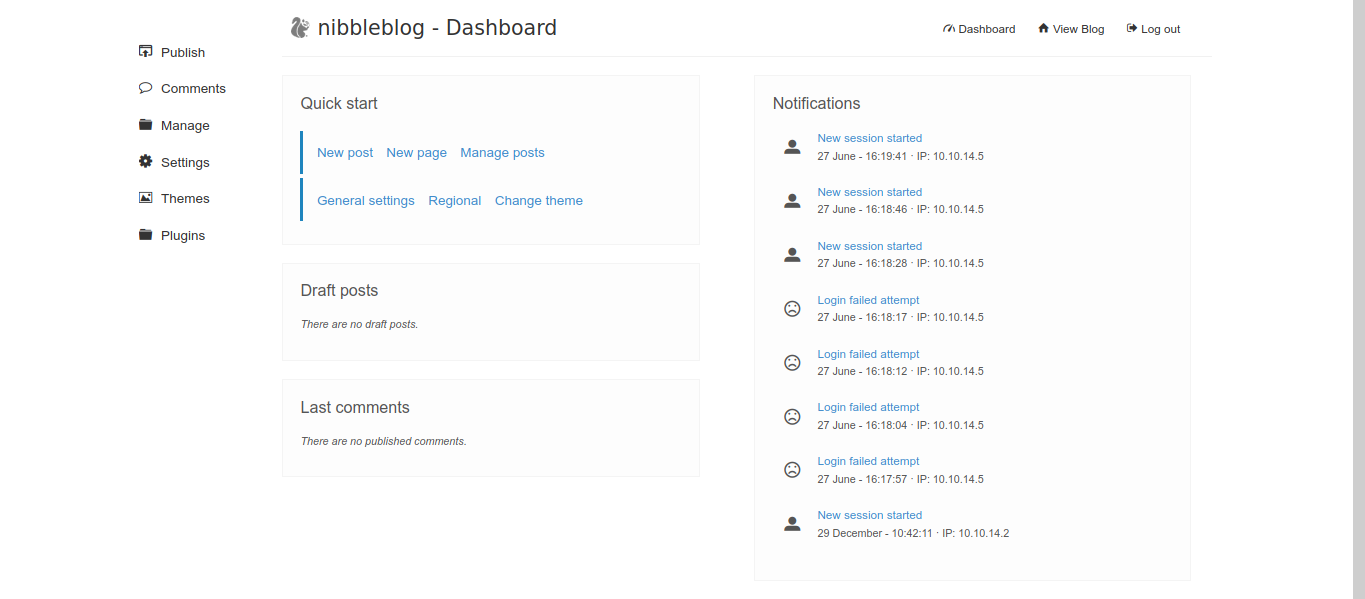 nibbleblog - Dashboard
Dashboard
View Blog
Log out
Publish
Comments
Manage
Settings
Themes
Plugins
Quick start
New post New page Manage posts
General settings Regional Change theme
Draft posts
There are no draft posts.
Last comments
There are no published comments.
Notifications
New session started
27 June - 16:19:41 · IP: 10.10.14.5
New session started
27 June - 16:18:46 · IP: 10.10.14.5
New session started
27 June - 16:18:28 · IP: 10.10.14.5
Login failed attempt
27 June - 16:18:17 · IP: 10.10.14.5
Login failed attempt
27 June - 16:18:12 · IP: 10.10.14.5
Login failed attempt
27 June - 16:18:04 · IP: 10.10.14.5
Login failed attempt
27 June - 16:17:57 · IP: 10.10.14.5
New session started
29 December - 10:42:11 · IP: 10.10.14.2